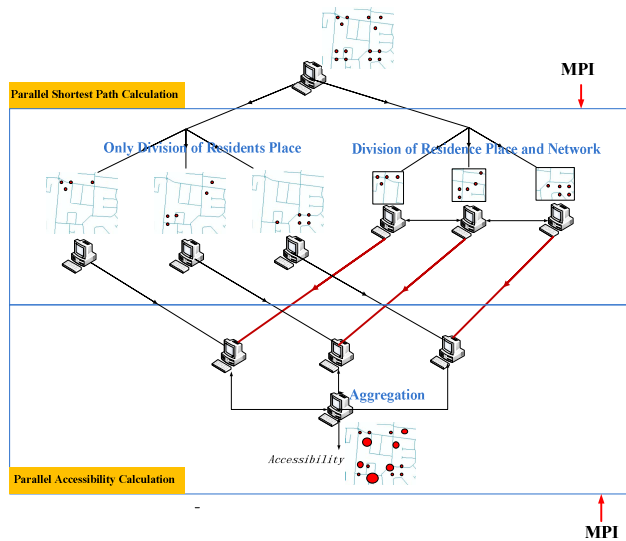 MPI
Parallel Shortest Path Calculation
Only Division of Residents Place
Division of Residence Place and Network
Aggregation
Accessibility
Parallel Accessibility Calculation
MPI